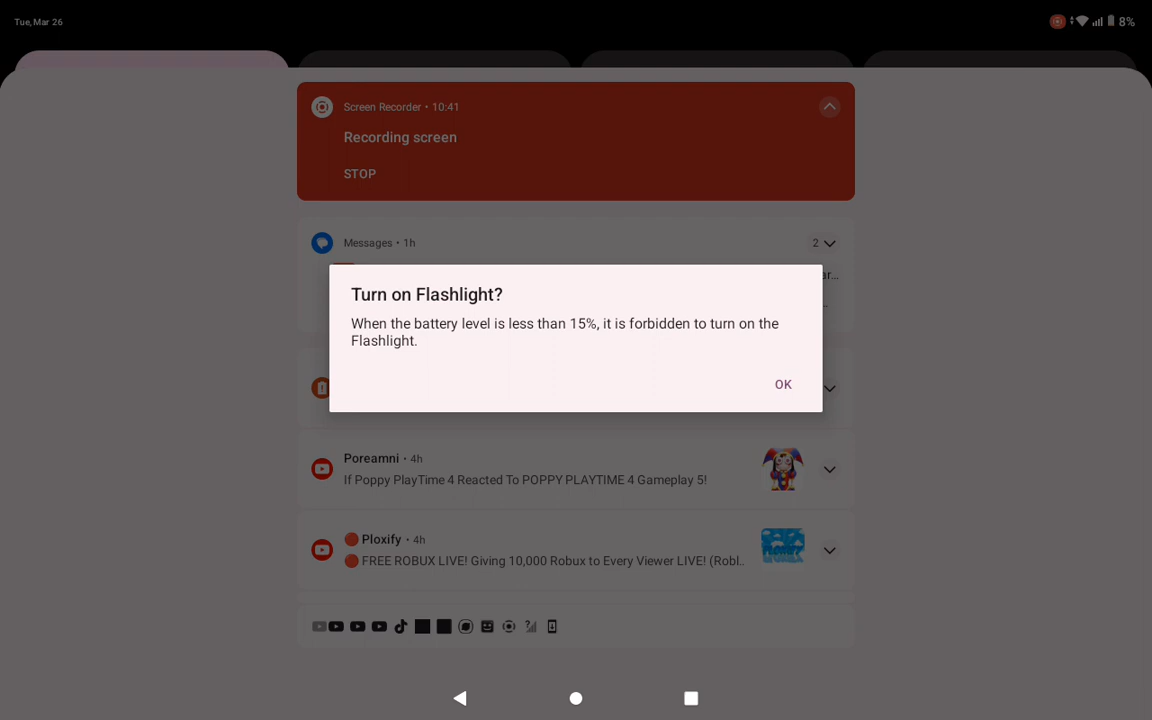 Tue, Mar 26
8%
Screen Recorder • 10:41
Recording screen
STOP
Messages • 1h
2
ar...
Turn on Flashlight?
When the battery level is less than 15%, it is forbidden to turn on the
Flashlight.
OK
Poreamni • 4h
If Poppy PlayTime 4 Reacted To POPPY PLAYTIME 4 Gameplay 5!
🔴 Ploxify • 4h
🔴 FREE ROBUX LIVE! Giving 10,000 Robux to Every Viewer LIVE! (Robl..